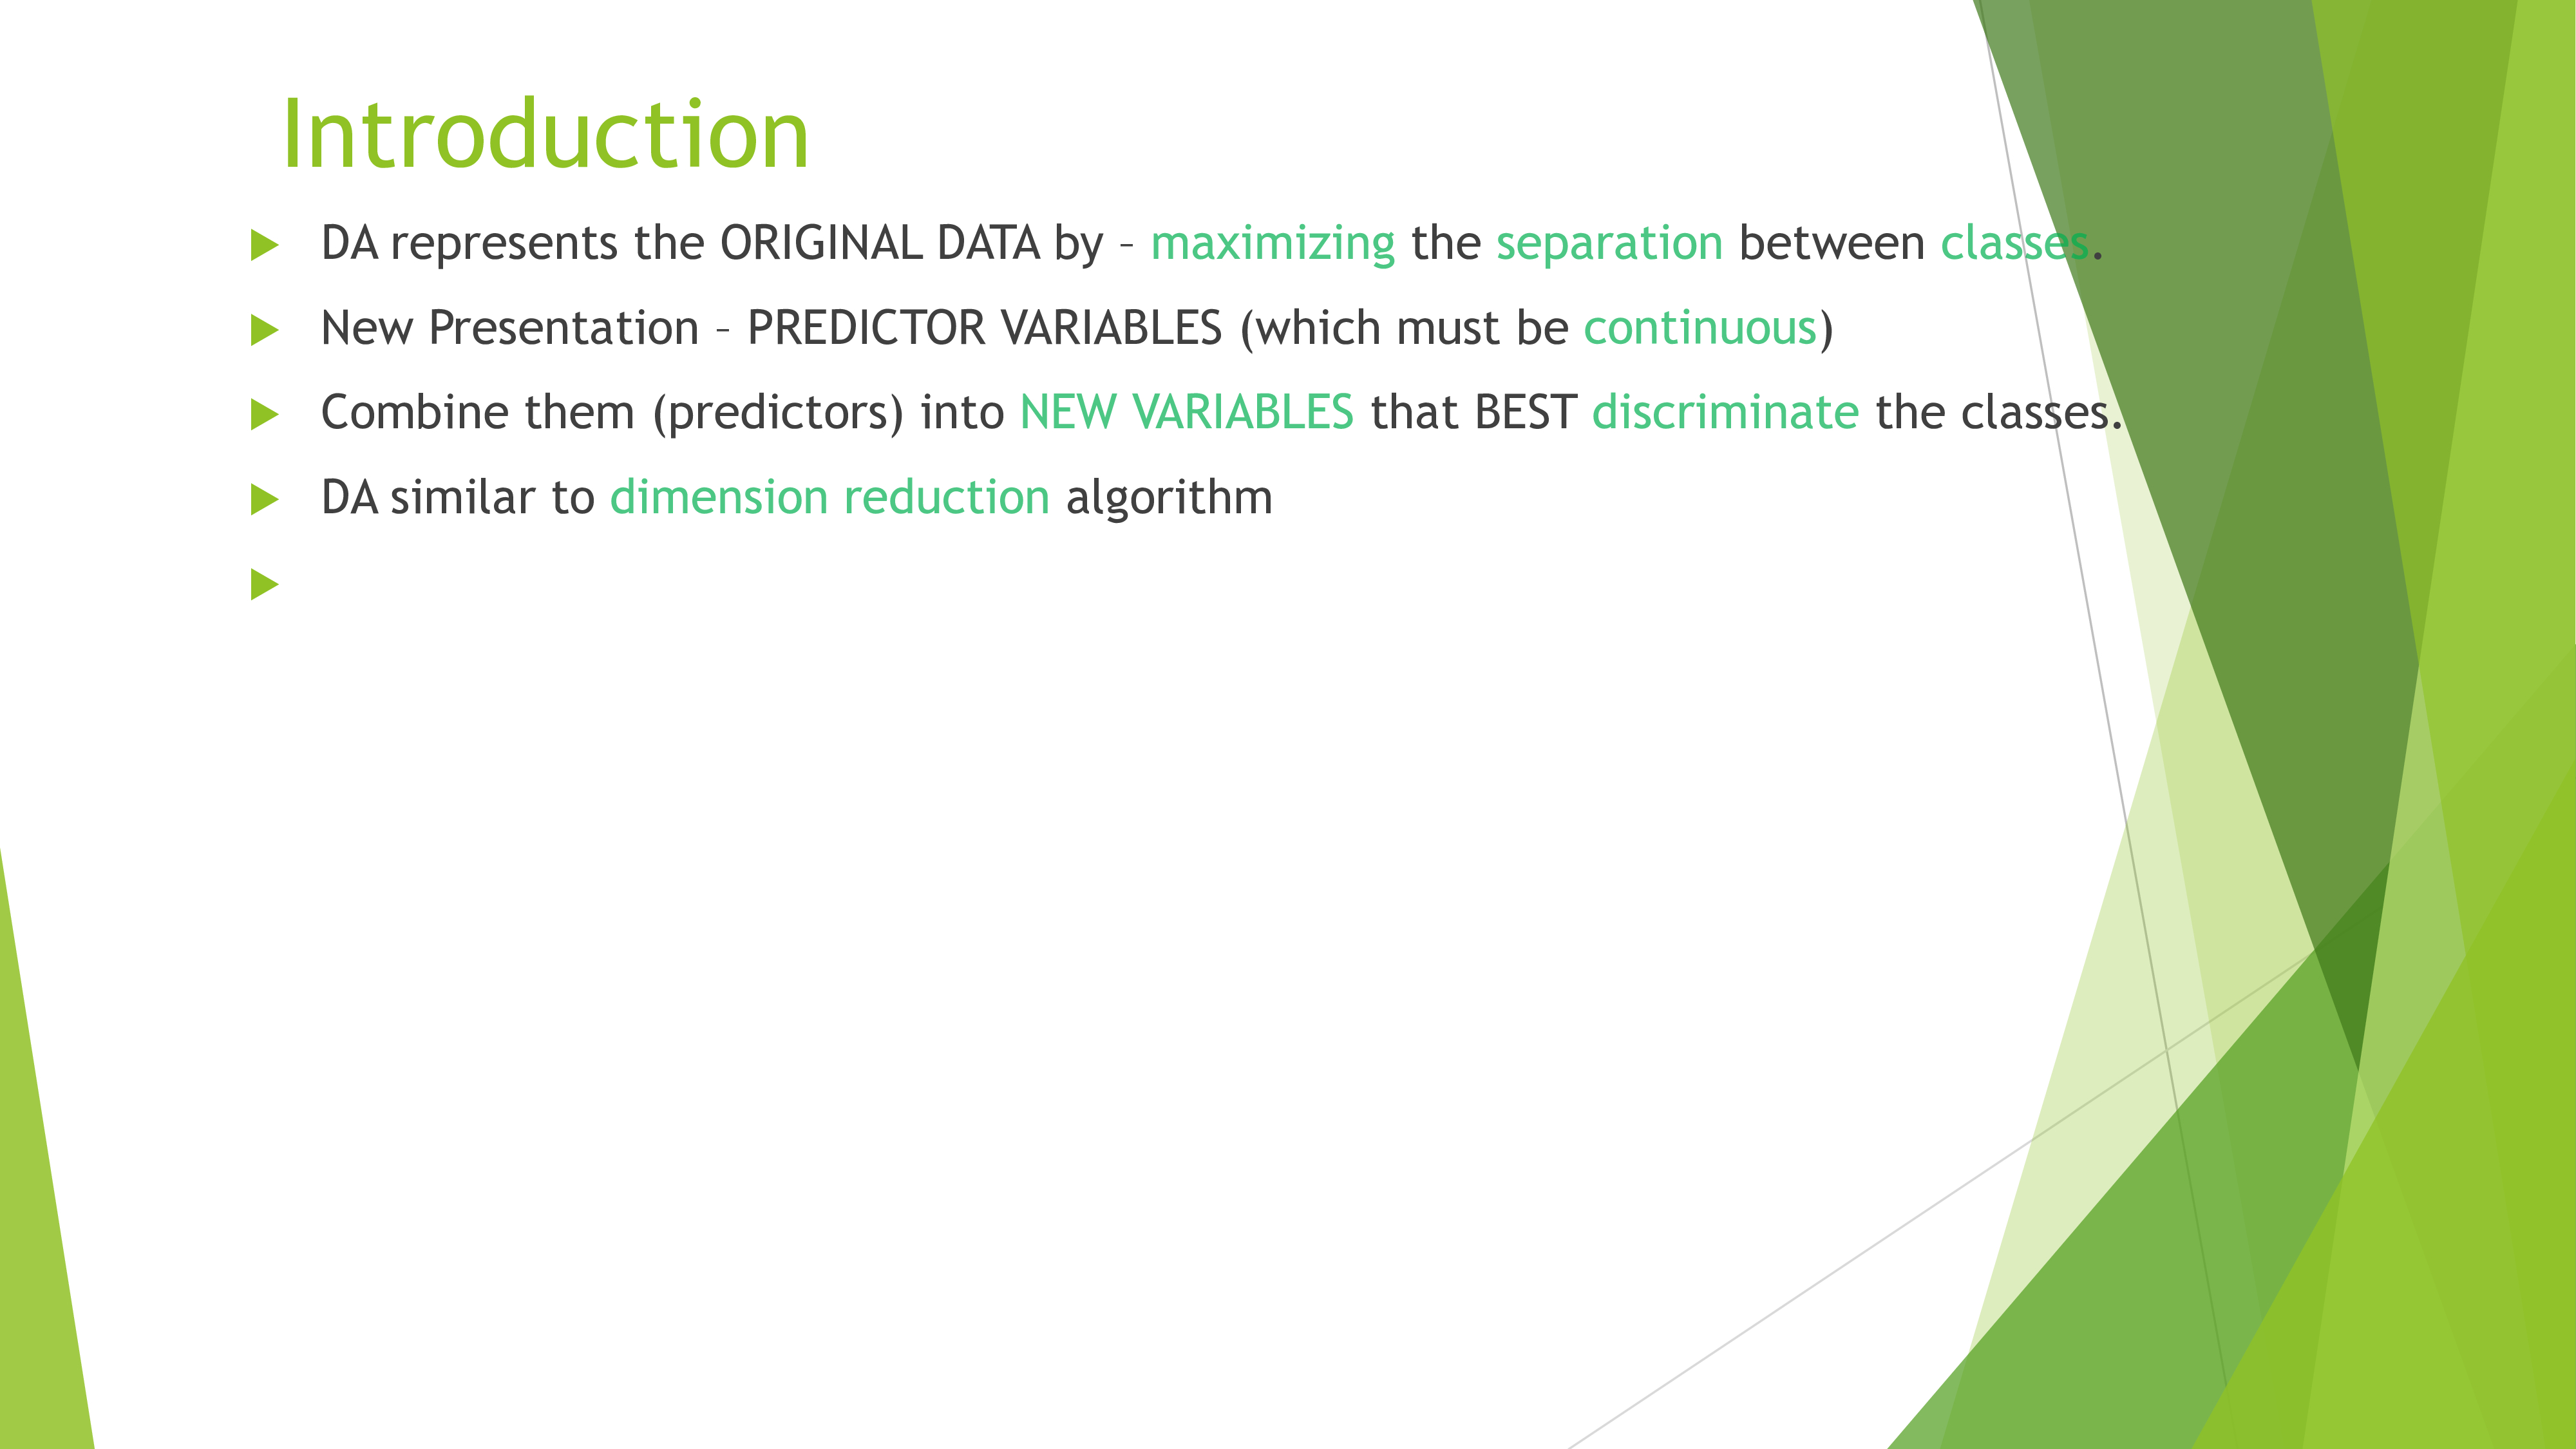 Introduction
DA represents the ORIGINAL DATA by – maximizing the separation between classes.
New Presentation – PREDICTOR VARIABLES (which must be continuous)
Combine them (predictors) into NEW VARIABLES that BEST discriminate the classes.
DA similar to dimension reduction algorithm